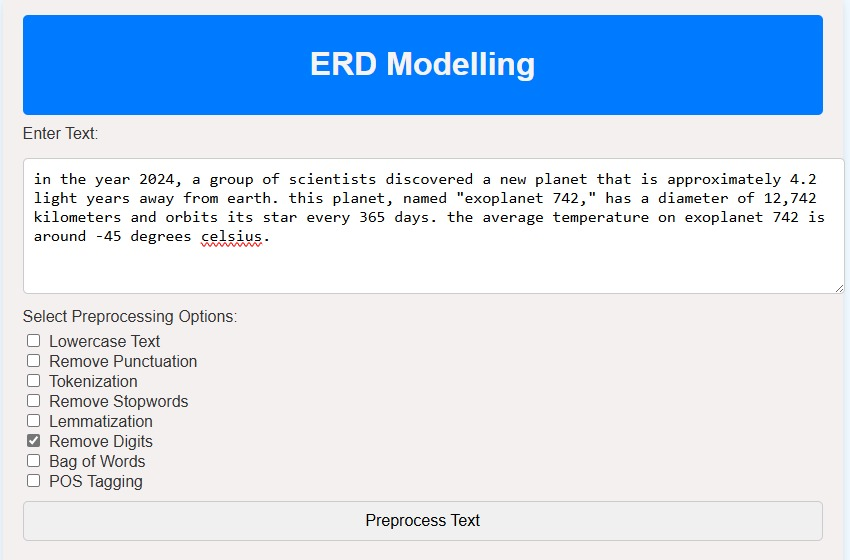 ERD Modelling
Enter Text:
in the year 2024, a group of scientists discovered a new planet that is approximately 4.2
light years away from earth. this planet, named "exoplanet 742," has a diameter of 12,742
kilometers and orbits its star every 365 days. the average temperature on exoplanet 742 is
around -45 degrees celsius.
Select Preprocessing Options:
Lowercase Text
Remove Punctuation
Tokenization
Remove Stopwords
Lemmatization
Remove Digits
Bag of Words
POS Tagging
Preprocess Text